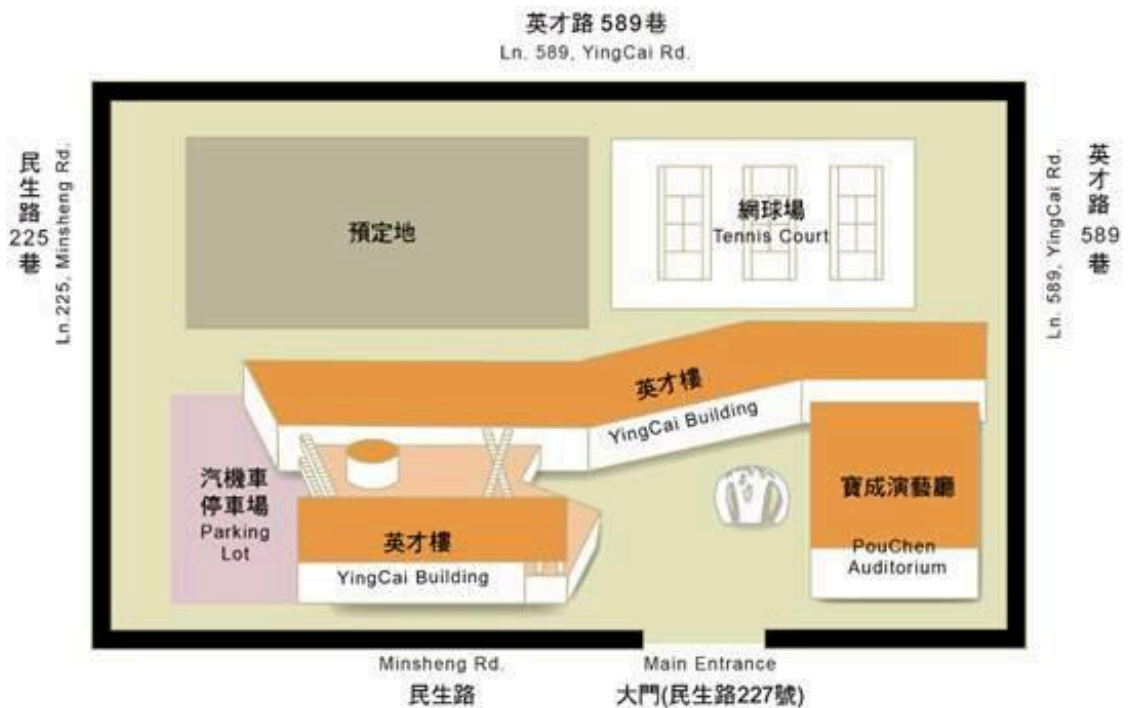 英才路 589巷
Ln. 589, YingCai Rd.
民生路225巷
Ln.225, Minsheng Rd.
預定地
網球場
Tennis Court
Ln. 589, YingCai Rd.
英才路589巷
英才樓
YingCai Building
汽機車
停車場
Parking
Lot
英才樓
YingCai Building
寶成演藝廳
PouChen
Auditorium
Minsheng Rd.
民生路
Main Entrance
大門(民生路227號)